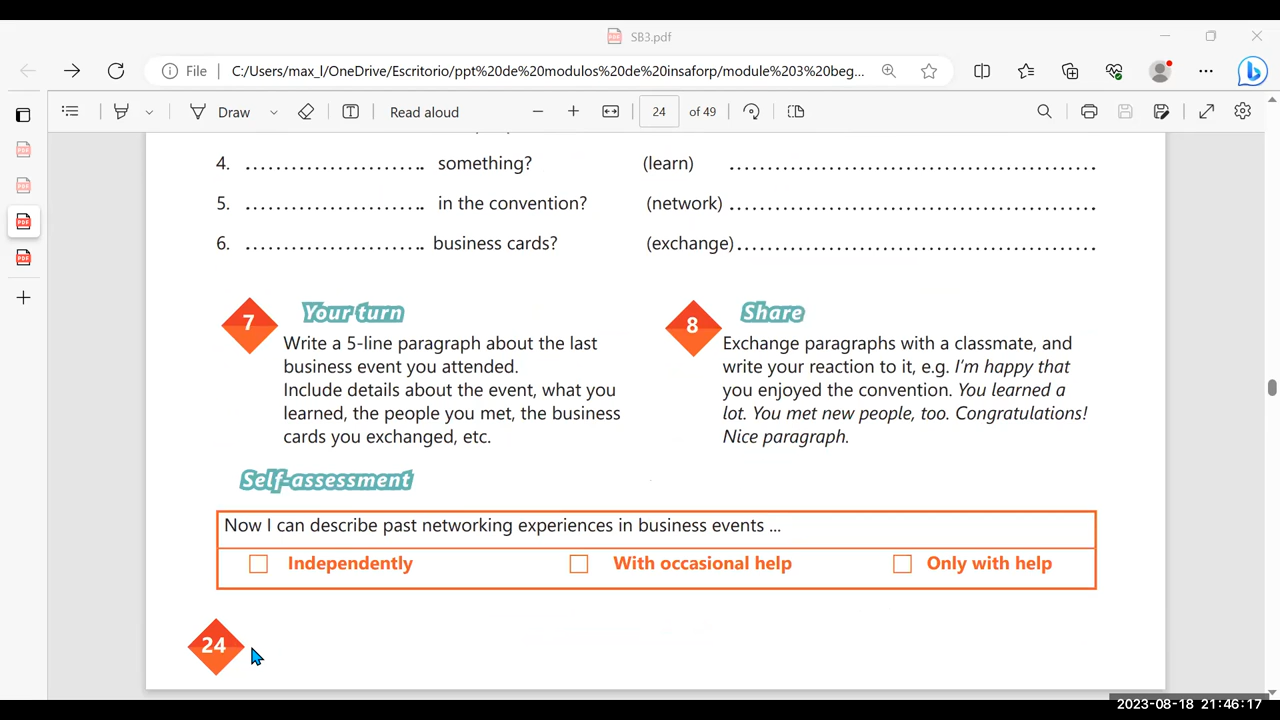 SB3.pdf
File C:/Users/max_l/OneDrive/Escritorio/ppt%20de%20modulos%20de%20insaforp/module%203%20beg...
Draw Read aloud 24 of 49
4. ........................ something? (learn) ................................................
5. ........................ in the convention? (network) ................................................
6. ........................ business cards? (exchange) ................................................
7 Your turn
Write a 5-line paragraph about the last
business event you attended.
Include details about the event, what you
learned, the people you met, the business
cards you exchanged, etc.
8 Share
Exchange paragraphs with a classmate, and
write your reaction to it, e.g. I'm happy that
you enjoyed the convention. You learned a
lot. You met new people, too. Congratulations!
Nice paragraph.
Self-assessment
Now I can describe past networking experiences in business events ...
Independently With occasional help Only with help
24
2023-08-18 21:46:17